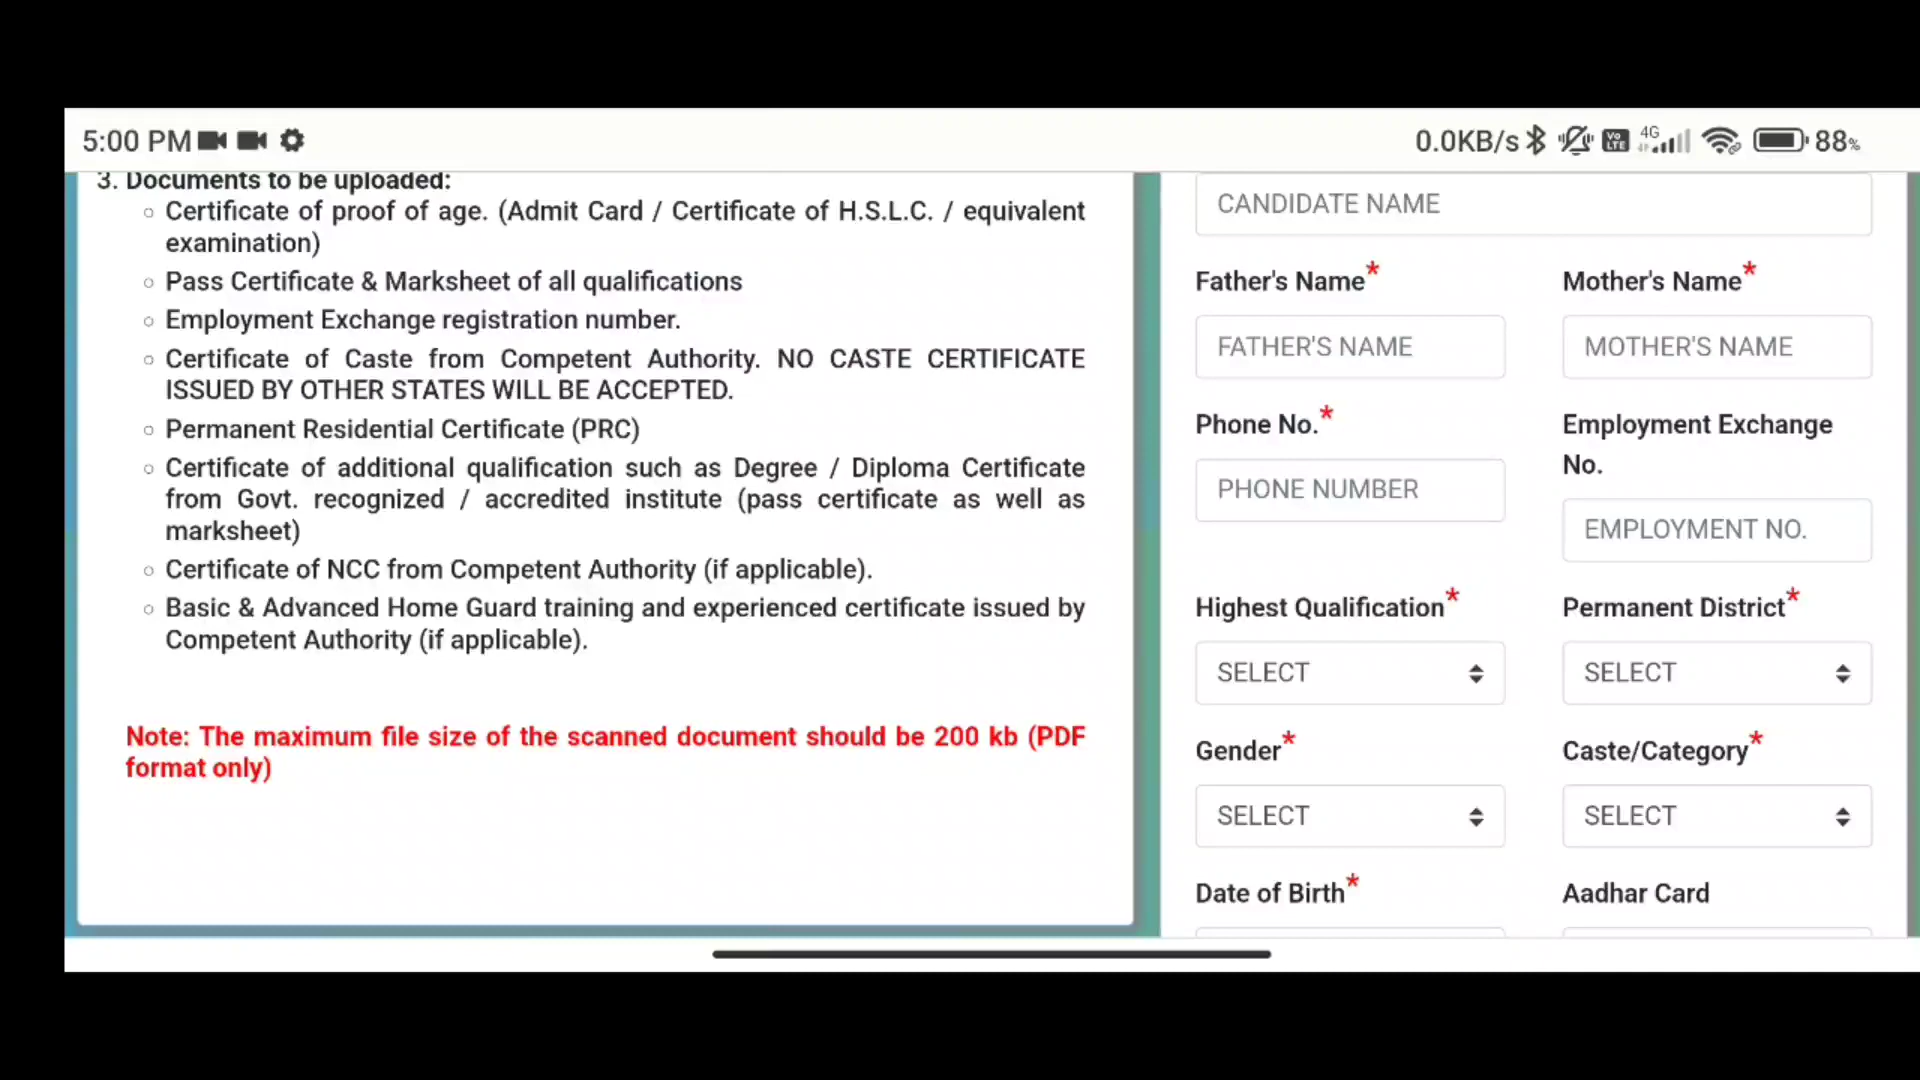 5:00 PM
0.0KB/s 4G 88%
3. Documents to be uploaded:
Certificate of proof of age. (Admit Card / Certificate of H.S.L.C. / equivalent
examination)
Pass Certificate & Marksheet of all qualifications
Employment Exchange registration number.
Certificate of Caste from Competent Authority. NO CASTE CERTIFICATE
ISSUED BY OTHER STATES WILL BE ACCEPTED.
Permanent Residential Certificate (PRC)
Certificate of additional qualification such as Degree / Diploma Certificate
from Govt. recognized / accredited institute (pass certificate as well as
marksheet)
Certificate of NCC from Competent Authority (if applicable).
Basic & Advanced Home Guard training and experienced certificate issued by
Competent Authority (if applicable).
Note: The maximum file size of the scanned document should be 200 kb (PDF
format only)
CANDIDATE NAME
Father's Name*
FATHER'S NAME
Mother's Name*
MOTHER'S NAME
Phone No.*
PHONE NUMBER
Employment Exchange
No.
EMPLOYMENT NO.
Highest Qualification*
SELECT
Permanent District*
SELECT
Gender*
SELECT
Caste/Category*
SELECT
Date of Birth*
Aadhar Card